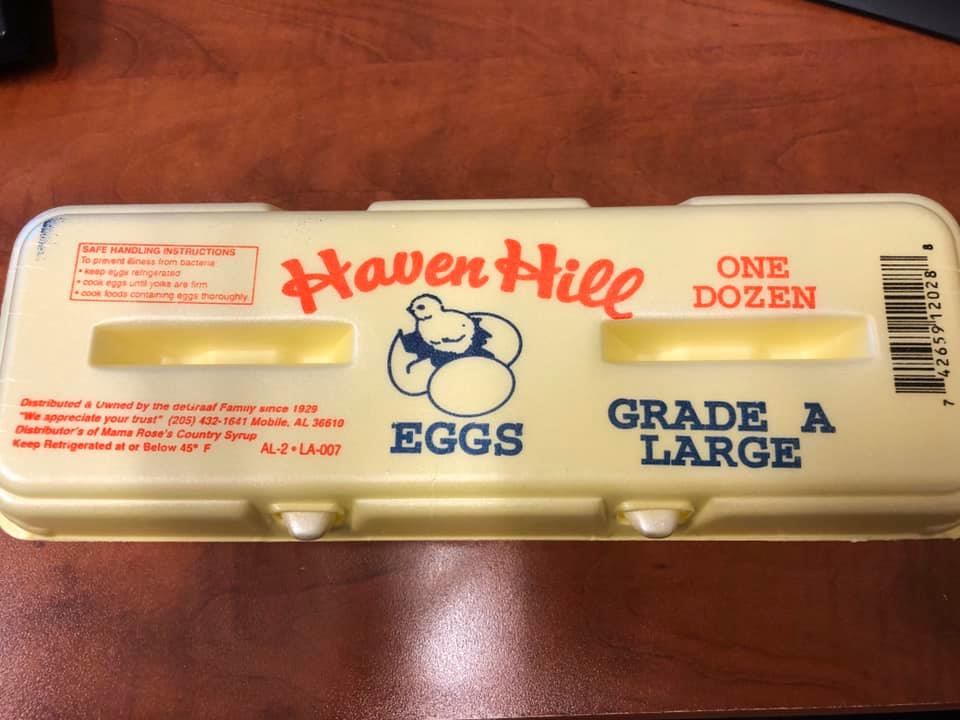 SAFE HANDLING INSTRUCTIONS
To prevent illness from bacteria
• keep eggs refrigerated
• cook eggs until yolks are firm
• cook foods containing eggs thoroughly.
Haven Hill
EGGS
ONE
DOZEN
GRADE A
LARGE
Distributed & Owned by the deGraaf Family since 1929
"We appreciate your trust" (205) 432-1641 Mobile, AL 36610
Distributor's of Mama Rose's Country Syrup
Keep Refrigerated at or Below 45° F AL-2 • LA-007
7 42659 12028 8